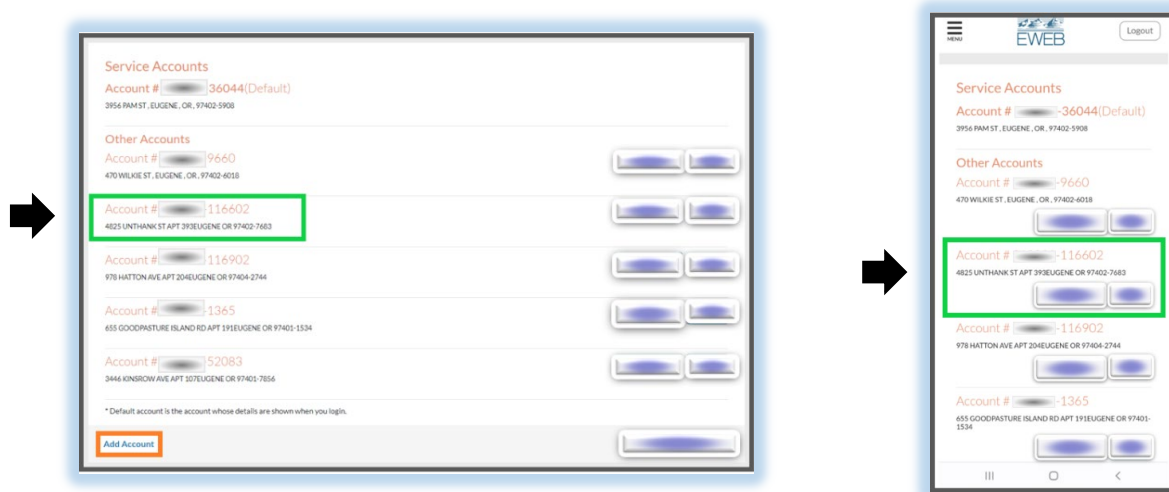 Service Accounts
Account # 36044(Default)
3956 PAM ST , EUGENE , OR , 97402-5908
Other Accounts
Account # 9660
470 WILKIE ST , EUGENE , OR , 97402-6018
Account # 116602
4825 UNTHANK ST APT 393EUGENE OR 97402-7683
Account # 116902
978 HATTON AVE APT 204EUGENE OR 97404-2744
Account # -1365
655 GOODPASTURE ISLAND RD APT 191EUGENE OR 97401-1534
Account # 52083
3446 KINSROW AVE APT 107EUGENE OR 97401-7856
* Default account is the account whose details are shown when you login.
Add Account
MENU
EWEB
Logout
Service Accounts
Account # -36044(Default)
3956 PAM ST , EUGENE , OR , 97402-5908
Other Accounts
Account # -9660
470 WILKIE ST , EUGENE , OR , 97402-6018
Account # -116602
4825 UNTHANK ST APT 393EUGENE OR 97402-7683
Account # -116902
978 HATTON AVE APT 204EUGENE OR 97404-2744
Account # -1365
655 GOODPASTURE ISLAND RD APT 191EUGENE OR 97401-
1534